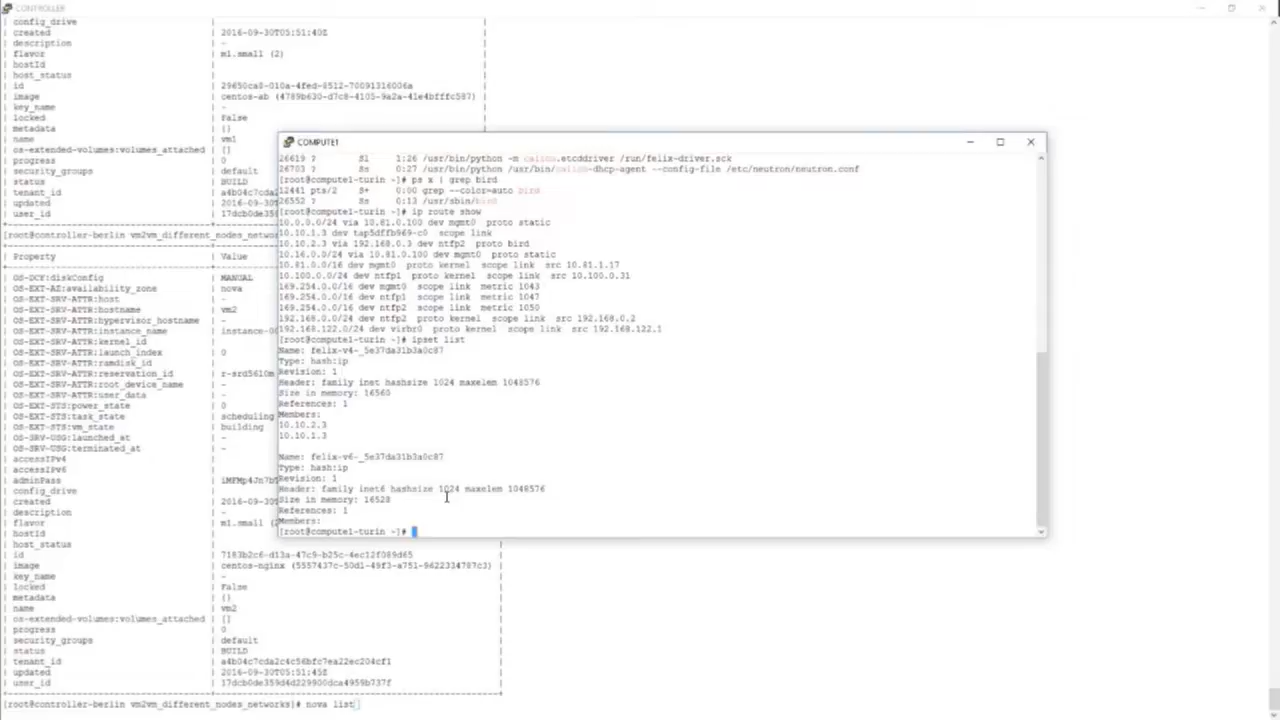 CONTROLLER
| config_drive |
| created | 2016-09-30T05:51:40Z |
| description | - |
| flavor | m1.small (2) |
| hostId | |
| host_status | |
| id | 29650ca8-010a-4fed-8512-70091316006a |
| image | centos-ab (4789b630-d7c8-4105-9a2a-41e4bfffc587) |
| key_name | - |
| locked | False |
| metadata | {} |
| name | vm1
| os-extended-volumes:volumes_attached | []
| progress | 0
| security_groups | default
| status | BUILD
| tenant_id | a4b04c7cda
| updated | 2016-09-30
| user_id | 17dcb0de35
[root@controller-berlin vm2vm_different_nodes_netwo
| Property | Value
| OS-DCF:diskConfig | MANUAL
| OS-EXT-AZ:availability_zone | nova
| OS-EXT-SRV-ATTR:host | -
| OS-EXT-SRV-ATTR:hostname | vm2
| OS-EXT-SRV-ATTR:hypervisor_hostname | -
| OS-EXT-SRV-ATTR:instance_name | instance-00
| OS-EXT-SRV-ATTR:kernel_id |
| OS-EXT-SRV-ATTR:launch_index | 0
| OS-EXT-SRV-ATTR:ramdisk_id |
| OS-EXT-SRV-ATTR:reservation_id | r-srd5610m
| OS-EXT-SRV-ATTR:root_device_name | -
| OS-EXT-SRV-ATTR:user_data | -
| OS-EXT-STS:power_state | 0
| OS-EXT-STS:task_state | scheduling
| OS-EXT-STS:vm_state | building
| OS-SRV-USG:launched_at | -
| OS-SRV-USG:terminated_at | -
| accessIPv4 |
| accessIPv6 |
| adminPass |
| config_drive |
| created | 2016-09-30
| description | -
| flavor | m1.small (2
| hostId |
| host_status |
| id | 7183b2c6-d13a-47c9-b25c-4ec12f089d65 |
| image | centos-nginx (5557437c-50d1-49f3-a751-9622334787c3) |
| key_name | - |
| locked | False |
| metadata | {} |
| name | vm2 |
| os-extended-volumes:volumes_attached | [] |
| progress | 0 |
| security_groups | default |
| status | BUILD |
| tenant_id | a4b04c7cda2c4c56bfc7ea22ec204cf1 |
| updated | 2016-09-30T05:51:45Z |
| user_id | 17dcb0de359d4d229900dca4959b737f |
[root@controller-berlin vm2vm_different_nodes_networks]# nova list
COMPUTE1
26619 ? Sl 1:26 /usr/bin/python -m calico.etcddriver /run/felix-driver.sck
26703 ? Ss 0:27 /usr/bin/python /usr/bin/calico-dhcp-agent --config-file /etc/neutron/neutron.conf
[root@compute1-turin ~]# ps x | grep bird
12441 pts/2 S+ 0:00 grep --color=auto bird
26552 ? Ss 0:13 /usr/sbin/bird
[root@compute1-turin ~]# ip route show
10.0.0.0/24 via 10.81.0.100 dev mgmt0 proto static
10.10.1.3 dev tap5dffb969-c0 scope link
10.10.2.3 via 192.168.0.3 dev ntfp2 proto bird
10.16.0.0/24 via 10.81.0.100 dev mgmt0 proto static
10.81.0.0/16 dev mgmt0 proto kernel scope link src 10.81.1.17
10.100.0.0/24 dev ntfp1 proto kernel scope link src 10.100.0.31
169.254.0.0/16 dev mgmt0 scope link metric 1043
169.254.0.0/16 dev ntfp1 scope link metric 1047
169.254.0.0/16 dev ntfp2 scope link metric 1050
192.168.0.0/24 dev ntfp2 proto kernel scope link src 192.168.0.2
192.168.122.0/24 dev virbr0 proto kernel scope link src 192.168.122.1
[root@compute1-turin ~]# ipset list
Name: felix-v4-_5e37da31b3a0c87
Type: hash:ip
Revision: 1
Header: family inet hashsize 1024 maxelem 1048576
Size in memory: 16560
References: 1
Members:
10.10.2.3
10.10.1.3
Name: felix-v6-_5e37da31b3a0c87
Type: hash:ip
Revision: 1
Header: family inet6 hashsize 1024 maxelem 1048576
Size in memory: 16528
References: 1
Members:
[root@compute1-turin ~]#